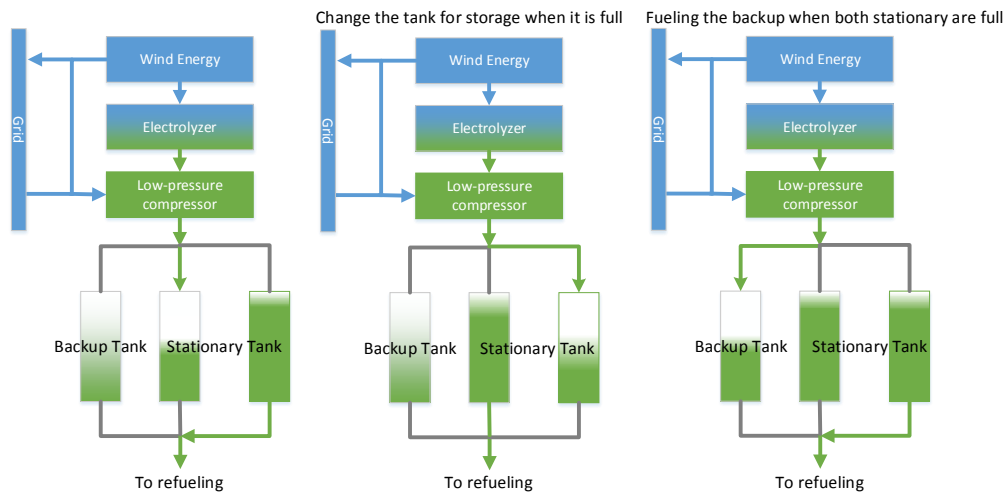 Change the tank for storage when it is full
Fueling the backup when both stationary are full
Wind Energy
Grid
Electrolyzer
Low-pressure
compressor
Backup Tank
Stationary Tank
To refueling
Wind Energy
Grid
Electrolyzer
Low-pressure
compressor
Backup Tank
Stationary Tank
To refueling
Wind Energy
Grid
Electrolyzer
Low-pressure
compressor
Backup Tank
Stationary Tank
To refueling